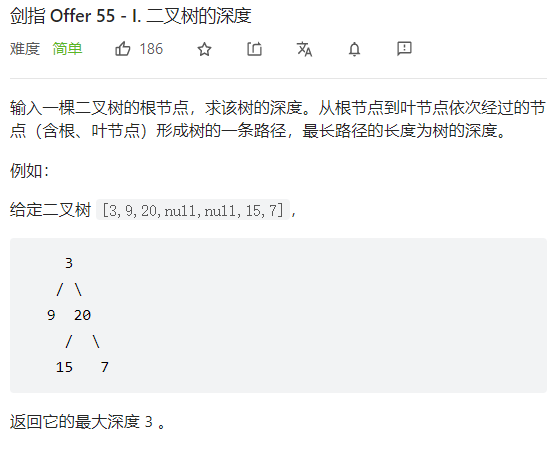 剑指 Offer 55 - I. 二叉树的深度
难度 简单 186
输入一棵二叉树的根节点，求该树的深度。从根节点到叶节点依次经过的节
点（含根、叶节点）形成树的一条路径，最长路径的长度为树的深度。
例如：
给定二叉树 [3,9,20,null,null,15,7]，
3
/ \
9 20
/ \
15 7
返回它的最大深度 3 。